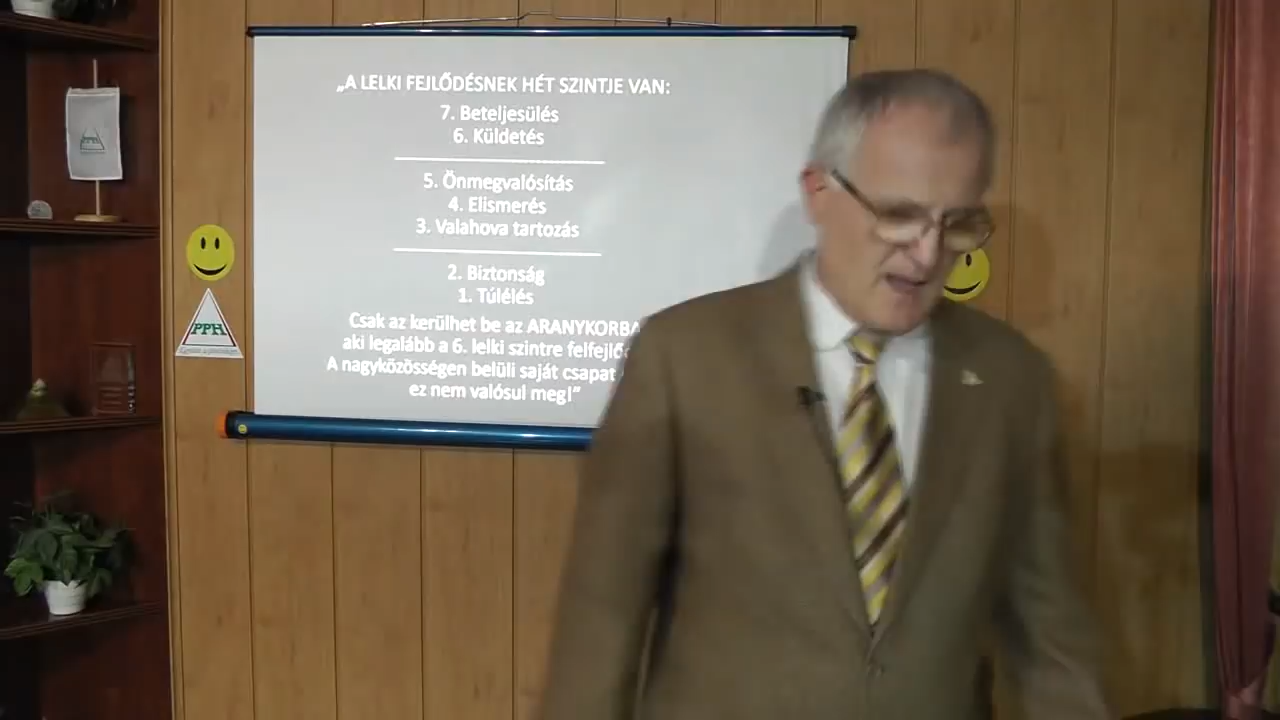 „A LELKI FEJLŐDÉSNEK HÉT SZINTJE VAN:
7. Beteljesülés
6. Küldetés
5. Önmegvalósítás
4. Elismerés
3. Valahova tartozás
2. Biztonság
1. Túlélés
Csak az kerülhet be az ARANYKORBA
aki legalább a 6. lelki szintre felfejlő
A nagyközösségen belüli saját csapat
ez nem valósul meg!”
PPH
PPH